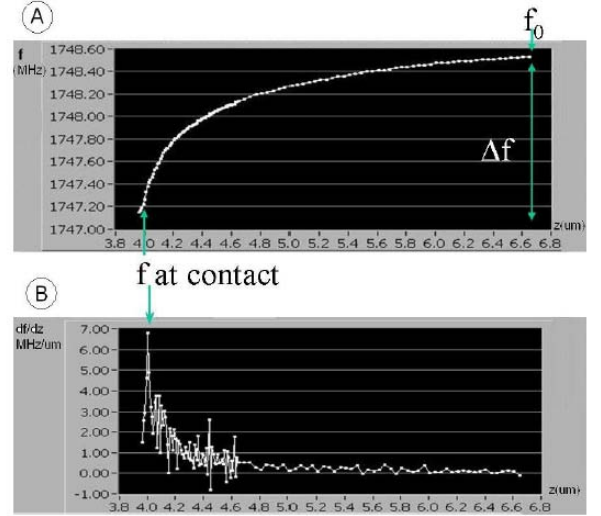 A
f₀
f
(MHz)
1748.60
1748.40
1748.20
1747.80
1747.60
1747.40
1747.20
1747.00
Δf
3.8 4.0 4.2 4.4 4.6 4.8 5.0 5.2 5.4 5.6 5.8 6.0 6.2 6.4 6.6 6.8
z(um)
f at contact
B
df/dz
MHz/um
7.00
6.00
5.00
4.00
3.00
2.00
1.00
0.00
-1.00
3.8 4.0 4.2 4.4 4.6 4.8 5.0 5.2 5.4 5.6 5.8 6.0 6.2 6.4 6.6 6.8
z(um)